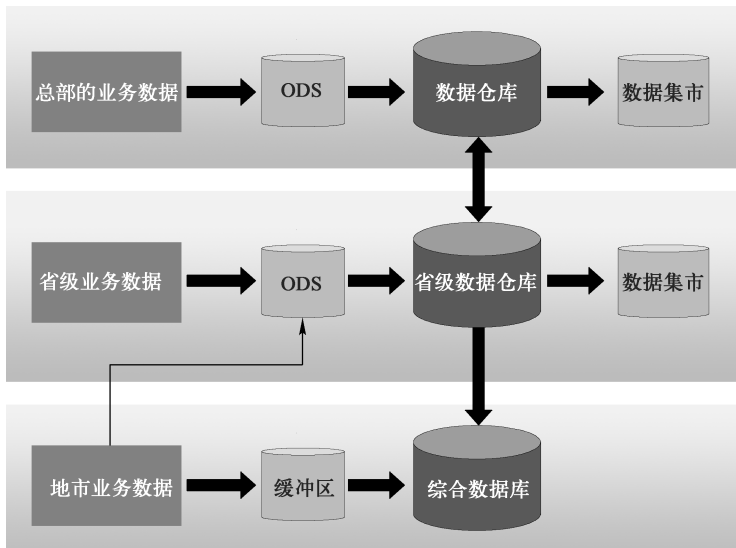 总部的业务数据
ODS
数据仓库
数据集市
省级业务数据
ODS
省级数据仓库
数据集市
地市业务数据
缓冲区
综合数据库